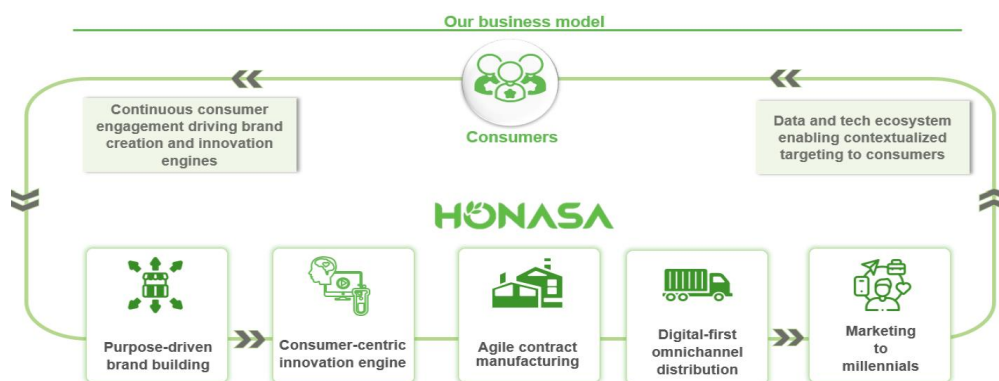 Our business model
Continuous consumer
engagement driving brand
creation and innovation
engines
Consumers
Data and tech ecosystem
enabling contextualized
targeting to consumers
HONASA
Purpose-driven
brand building
Consumer-centric
innovation engine
Agile contract
manufacturing
Digital-first
omnichannel
distribution
Marketing
to
millennials